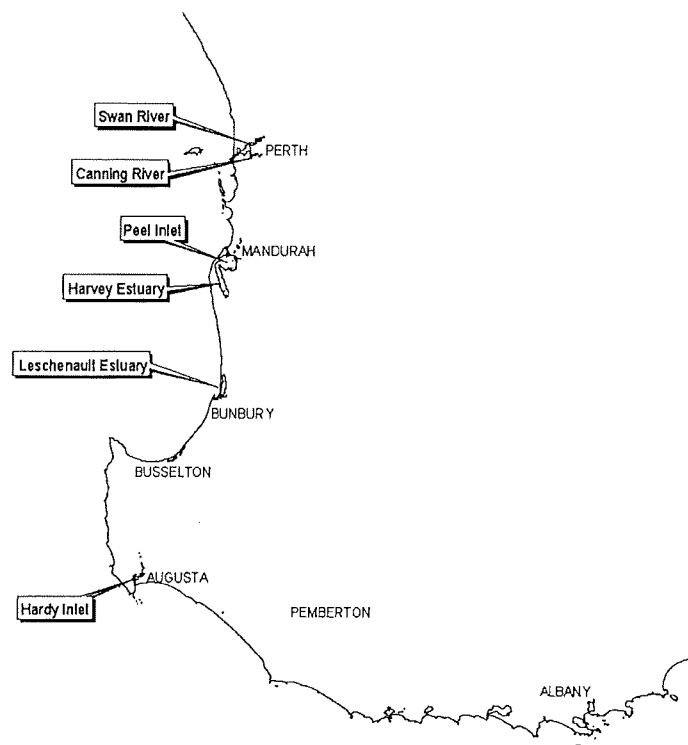 Swan River
PERTH
Canning River
Peel Inlet
MANDURAH
Harvey Estuary
Leschenault Estuary
BUNBURY
BUSSELTON
AUGUSTA
Hardy Inlet
PEMBERTON
ALBANY